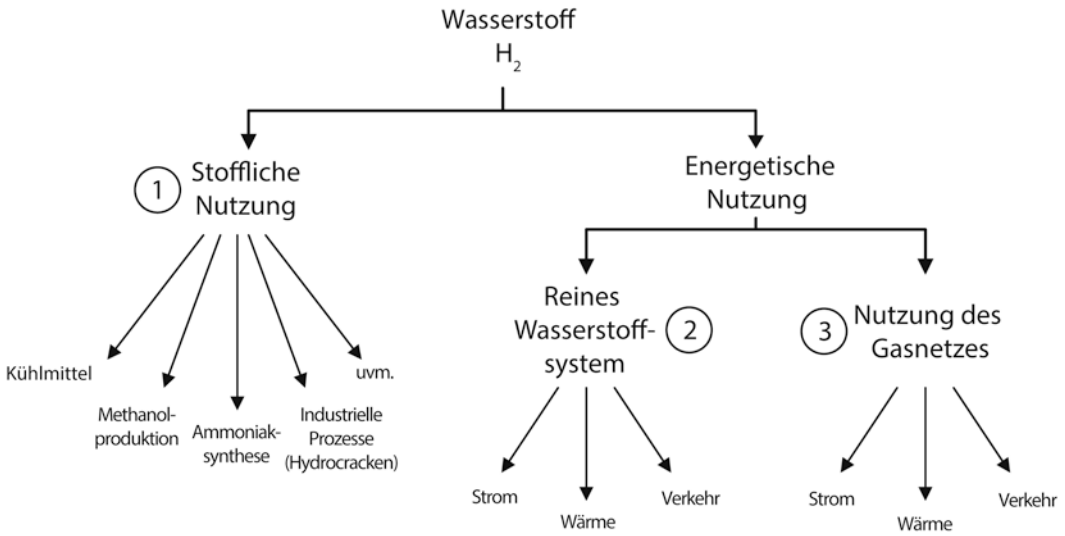 Wasserstoff
H₂
1
Stoffliche
Nutzung
Kühlmittel
Methanol-
produktion
Ammoniak-
synthese
Industrielle
Prozesse
(Hydrocracken)
uvm.
Energetische
Nutzung
Reines
Wasserstoff-
system
2
Strom
Wärme
Verkehr
3
Nutzung des
Gasnetzes
Strom
Wärme
Verkehr